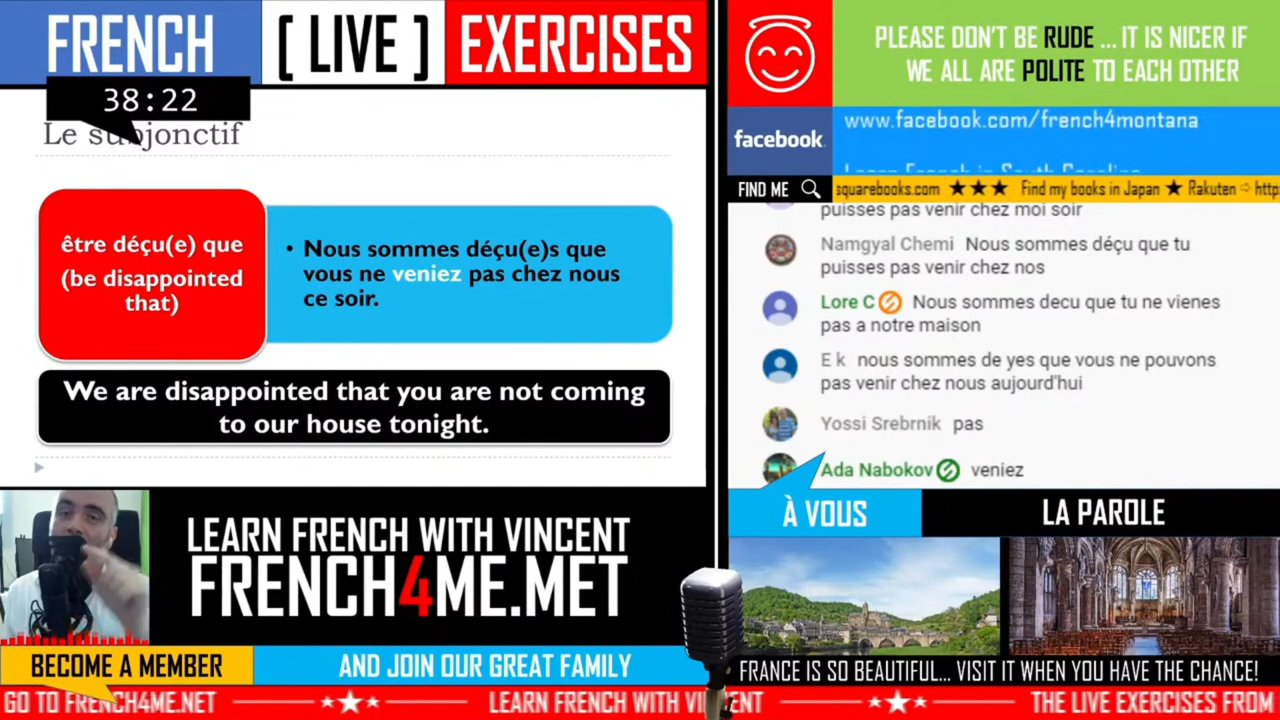 FRENCH
[ LIVE ]
EXERCISES
38:22
Le subjonctif
être déçu(e) que
(be disappointed
that)
• Nous sommes déçu(e)s que
vous ne veniez pas chez nous
ce soir.
We are disappointed that you are not coming
to our house tonight.
LEARN FRENCH WITH VINCENT
FRENCH4ME.MET
BECOME A MEMBER
AND JOIN OUR GREAT FAMILY
PLEASE DON'T BE RUDE ... IT IS NICER IF
WE ALL ARE POLITE TO EACH OTHER
facebook.
www.facebook.com/french4montana
Learn French in South Carolina
FIND ME
squarebooks.com ★★★ Find my books in Japan ★ Rakuten ⇨ http
puisses pas venir chez moi soir
Namgyal Chemi Nous sommes déçu que tu
puisses pas venir chez nos
Lore C Nous sommes decu que tu ne vienes
pas a notre maison
E k nous sommes de yes que vous ne pouvons
pas venir chez nous aujourd'hui
Yossi Srebrnik pas
Ada Nabokov veniez
À VOUS
LA PAROLE
FRANCE IS SO BEAUTIFUL... VISIT IT WHEN YOU HAVE THE CHANCE!
GO TO FRENCH4ME.NET ★★★ LEARN FRENCH WITH VINCENT ★★★ THE LIVE EXERCISES FROM